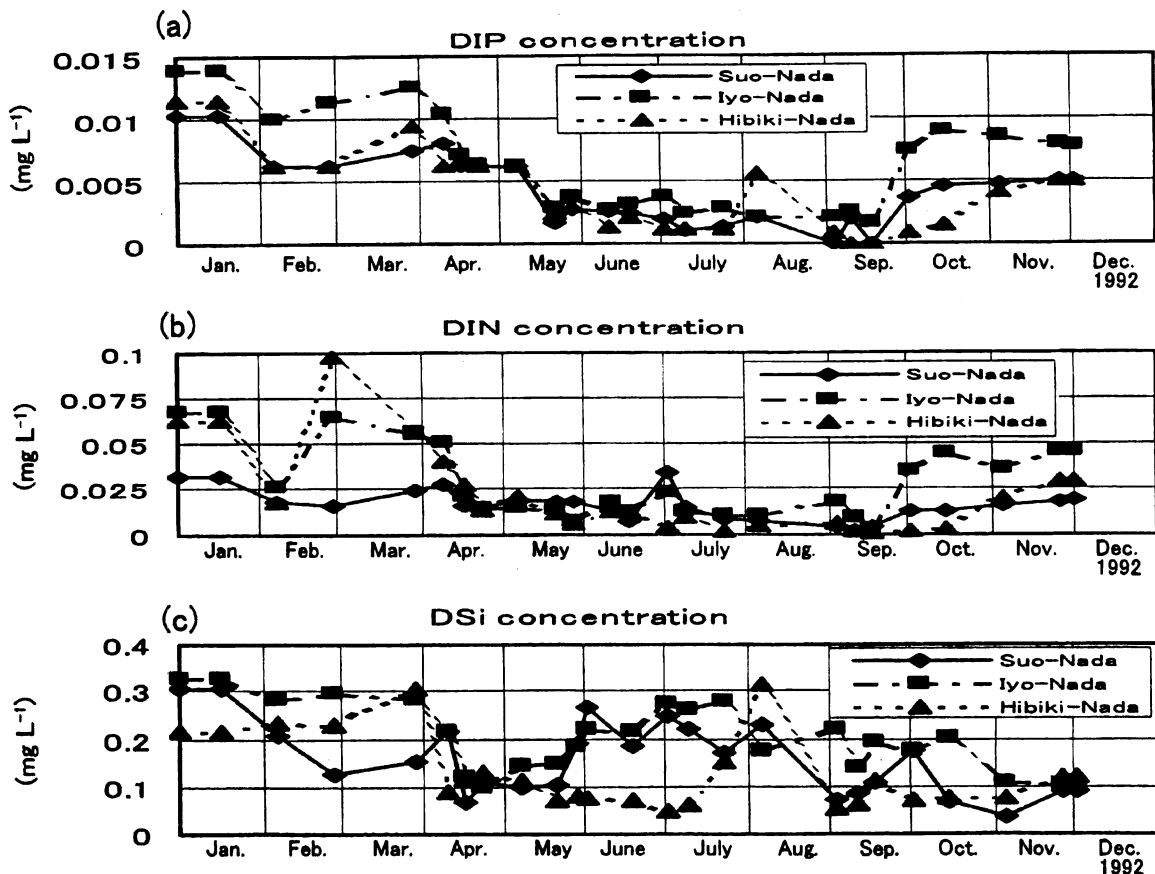 (a)
DIP concentration
0.015
0.01
0.005
0
(mg L⁻¹)
Suo-Nada
Iyo-Nada
Hibiki-Nada
Jan. Feb. Mar. Apr. May June July Aug. Sep. Oct. Nov. Dec.
1992
(b)
DIN concentration
0.1
0.075
0.05
0.025
0
(mg L⁻¹)
Suo-Nada
Iyo-Nada
Hibiki-Nada
Jan. Feb. Mar. Apr. May June July Aug. Sep. Oct. Nov. Dec.
1992
(c)
DSi concentration
0.4
0.3
0.2
0.1
0
(mg L⁻¹)
Suo-Nada
Iyo-Nada
Hibiki-Nada
Jan. Feb. Mar. Apr. May June July Aug. Sep. Oct. Nov. Dec.
1992